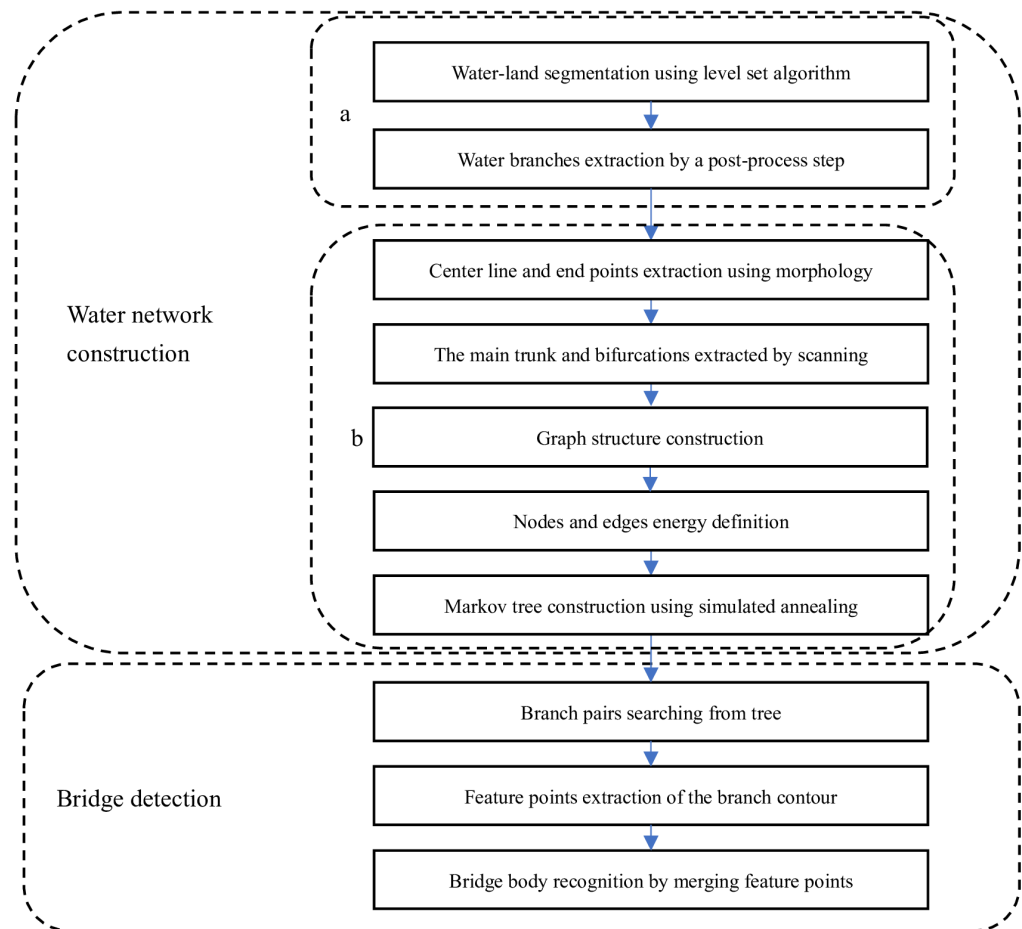 Water-land segmentation using level set algorithm
a
Water branches extraction by a post-process step
Center line and end points extraction using morphology
Water network
construction
The main trunk and bifurcations extracted by scanning
b
Graph structure construction
Nodes and edges energy definition
Markov tree construction using simulated annealing
Branch pairs searching from tree
Bridge detection
Feature points extraction of the branch contour
Bridge body recognition by merging feature points